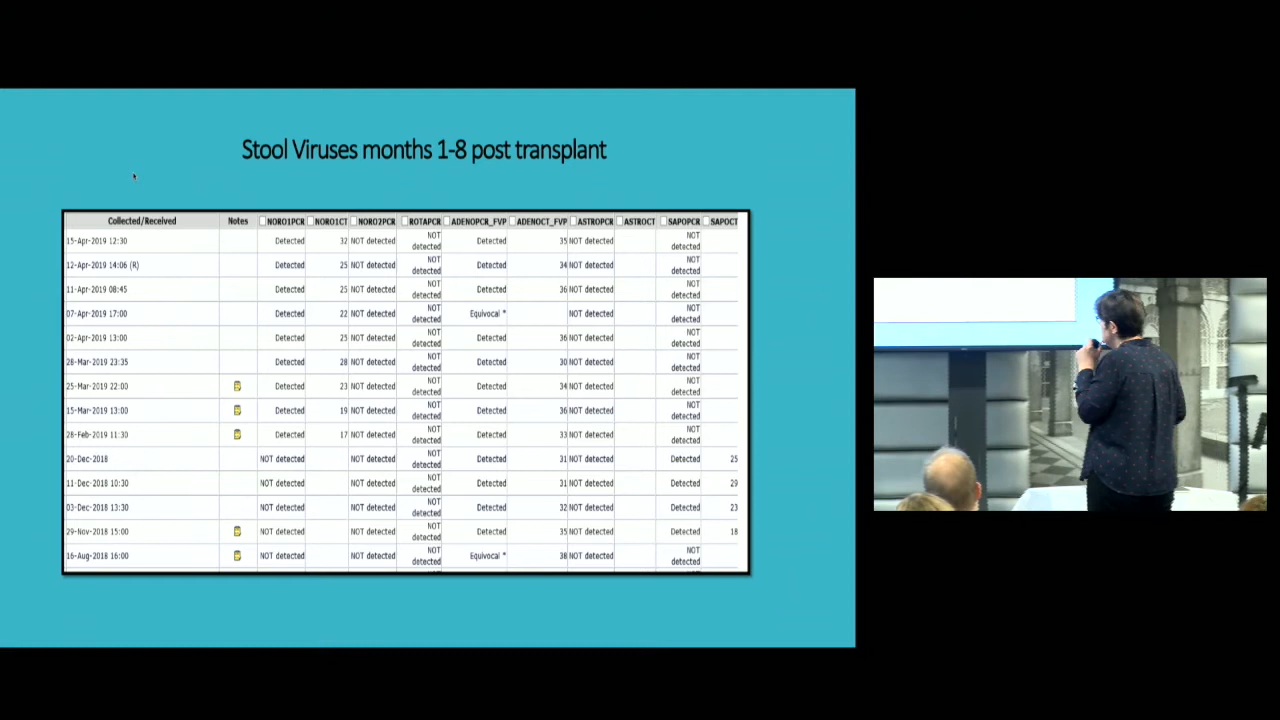 Stool Viruses months 1-8 post transplant
Collected/Received Notes NORO1PCR NORO1CT NORO2PCR ROTAPCR ADENOPCR_FVP ADENOCT_FVP ASTROPCR ASTROCT SAPOPCR SAPOCT
15-Apr-2019 12:30 Detected 32 NOT detected NOT detected Detected 35 NOT detected NOT detected
12-Apr-2019 14:06 (R) Detected 25 NOT detected NOT detected Detected 34 NOT detected NOT detected
11-Apr-2019 08:45 Detected 25 NOT detected NOT detected Detected 36 NOT detected NOT detected
07-Apr-2019 17:00 Detected 22 NOT detected NOT detected Equivocal * NOT detected NOT detected
02-Apr-2019 13:00 Detected 25 NOT detected NOT detected Detected 36 NOT detected NOT detected
28-Mar-2019 23:35 Detected 28 NOT detected NOT detected Detected 30 NOT detected NOT detected
25-Mar-2019 22:00 Detected 23 NOT detected NOT detected Detected 34 NOT detected NOT detected
15-Mar-2019 13:00 Detected 19 NOT detected NOT detected Detected 36 NOT detected NOT detected
28-Feb-2019 11:30 Detected 17 NOT detected NOT detected Detected 33 NOT detected NOT detected
20-Dec-2018 NOT detected NOT detected NOT detected Detected 31 NOT detected Detected 25
11-Dec-2018 10:30 NOT detected NOT detected NOT detected Detected 31 NOT detected Detected 29
03-Dec-2018 13:30 NOT detected NOT detected NOT detected Detected 32 NOT detected Detected 23
29-Nov-2018 15:00 NOT detected NOT detected NOT detected Detected 35 NOT detected Detected 18
16-Aug-2018 16:00 NOT detected NOT detected NOT detected Equivocal * 38 NOT detected NOT detected